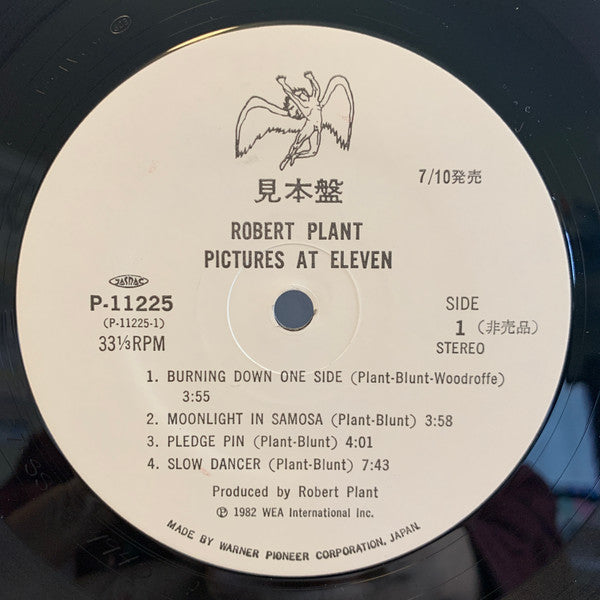 見本盤
7/10発売
ROBERT PLANT
PICTURES AT ELEVEN
P-11225
(P-11225-1)
33⅓RPM
SIDE
1 (非売品)
STEREO
1. BURNING DOWN ONE SIDE (Plant-Blunt-Woodroffe)
3:55
2. MOONLIGHT IN SAMOSA (Plant-Blunt) 3:58
3. PLEDGE PIN (Plant-Blunt) 4:01
4. SLOW DANCER (Plant-Blunt) 7:43
Produced by Robert Plant
℗ 1982 WEA International Inc.
MADE BY WARNER PIONEER CORPORATION, JAPAN.